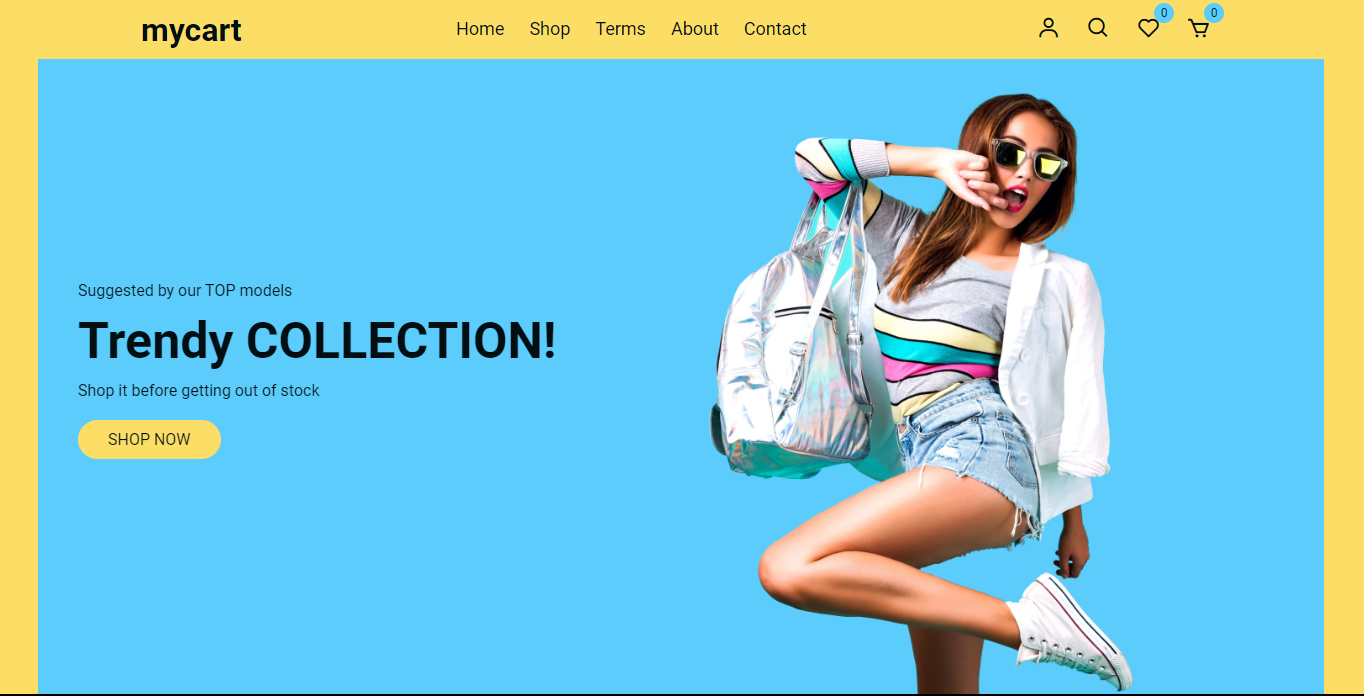 mycart
Home Shop Terms About Contact
0 0
Suggested by our TOP models
Trendy COLLECTION!
Shop it before getting out of stock
SHOP NOW